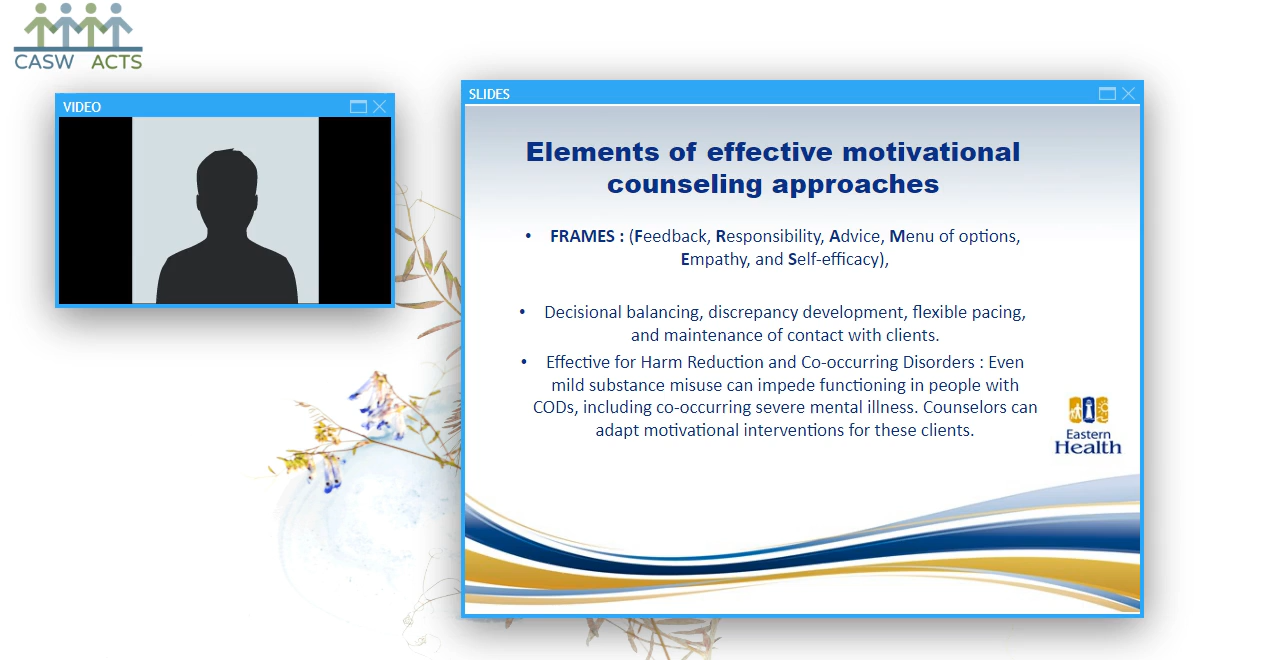 CASW ACTS
VIDEO
SLIDES
Elements of effective motivational
counseling approaches
• FRAMES : (Feedback, Responsibility, Advice, Menu of options,
Empathy, and Self-efficacy),
• Decisional balancing, discrepancy development, flexible pacing,
and maintenance of contact with clients.
• Effective for Harm Reduction and Co-occurring Disorders : Even
mild substance misuse can impede functioning in people with
CODs, including co-occurring severe mental illness. Counselors can
adapt motivational interventions for these clients.
Eastern
Health